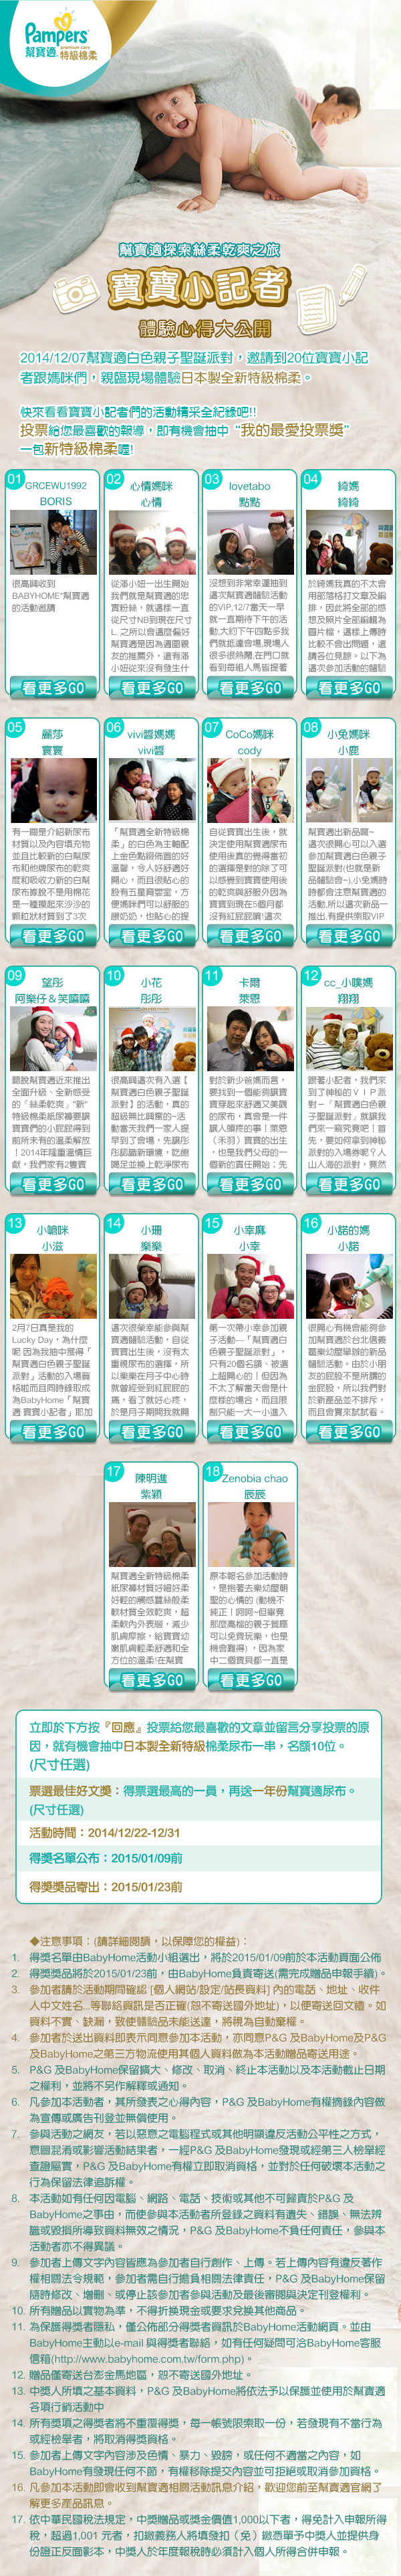 Pampers
premium care
幫寶適 特級棉柔
幫寶適探索絲柔乾爽之旅
寶寶小記者
體驗心得大公開
2014/12/07幫寶適白色親子聖誕派對，邀請到20位寶寶小記
者跟媽咪們，親臨現場體驗日本製全新特級棉柔。
快來看看寶寶小記者們的活動精采全紀錄吧!!
投票給您最喜歡的報導，即有機會抽中“我的最愛投票獎”
一包新特級棉柔喔!
01
GRCEWU1992
BORIS
很高興收到
BABYHOME"幫寶適
的活動邀請
看更多GO
02
心情媽咪
心情
從潘小妞一出生開始
我們就是幫寶適的忠
實粉絲，就這樣一直
從尺寸NB到現在尺寸
L. 之所以會這麼偏好
幫寶適是因為週圍親
友的推薦外，還有潘
小妞從來沒有發生什
看更多GO
03
lovetabo
點點
沒想到非常幸運抽到
這次幫寶適體驗活動
的VIP,12/7當天一早
就一直期待下午的活
動,大約下午四點多我
們就抵達會場,現場人
很多很熱鬧,在門口就
看到每組人馬皆提著
看更多GO
04
綺媽
綺綺
於綺媽我真的不太會
用部落格打文章及編
排，因此將全部的感
想及照片全部編輯為
圖片檔，這樣上傳時
比較不會出問題，還
請各位見諒。以下為
這次參加活動的體驗
看更多GO
05
麗莎
寶寶
有一關是介紹新尿布
材質以及內容填充物
並且比較新的白幫尿
布和他牌尿布的乾爽
度和吸收力新的白幫
尿布據說不是用棉花
是一種摸起來沙沙的
顆粒狀材質到了3次
看更多GO
06
vivi醬媽媽
vivi醬
「幫寶適全新特級棉
柔」的白色為主軸配
上金色點綴佈置的好
溫馨，令人好舒適好
開心，而且很貼心的
設有五星育嬰室，方
便媽咪們可以舒服的
餵奶奶，也貼心的提
看更多GO
07
CoCo媽咪
cody
自從寶寶出生後，就
決定使用幫寶適尿布
使用後真的覺得當初
的選擇是對的除了可
以感覺到寶寶使用後
的乾爽與舒服外因為
寶寶到現在5個月都
沒有紅屁屁唷!這次
看更多GO
08
小兔媽咪
小鹿
幫寶適出新品囉~
這次很開心可以入選
參加幫寶適白色親子
聖誕派對(也就是新
品體驗會~),小兔媽時
時都會注意幫寶適的
活動,所以這次新品一
推出,有提供索取VIP
看更多GO
09
望彤
阿樂仔＆笑嘻嘻
聽說幫寶適近來推出
全面升級、全新感受
的「絲柔乾爽」"新"
特級棉柔紙尿褲要讓
寶寶們的小屁屁得到
前所未有的溫柔解放
！2014年隆重溫情巨
獻，我們家有2隻寶
看更多GO
10
小花
彤彤
很高興這次有入選【
幫寶適白色親子聖誕
派對】的活動，真的
超級無比興奮的~活
動當天我們一家人提
早到了會場，先讓彤
彤認識新環境，吃飽
喝足並換上乾淨尿布
看更多GO
11
卡爾
萊恩
對於新少爸媽而言，
要找到一個能夠讓寶
寶穿起來舒適又美觀
的尿布，真會是一件
讓人頭疼的事！萊恩
（禾羽）寶寶的出生
，也是我們父母的一
個新的責任開始；先
看更多GO
12
cc_小噗媽
翔翔
跟著小記者，我們來
到了神秘的ＶＩＰ派
對－「幫寶適白色親
子聖誕派對」，就讓我
們來一窺究竟吧！首
先，要如何拿到神秘
派對的入場券呢？人
山人海的派對，竟然
看更多GO
13
小嗆咪
小滋
2月7日真是我的
Lucky Day，為什麼
呢 因為我抽中獲得「
幫寶適白色親子聖誕
派對」活動的入場資
格啦而且同時錄取成
為BabyHome「幫寶
適 寶寶小記者」耶加
看更多GO
14
小珊
樂樂
這次很榮幸能參與幫
寶適體驗活動，自從
寶寶出生後，沒有太
重視尿布的選擇，所
以樂樂在月子中心時
就曾經受到紅屁屁的
痛，看了就好心疼，
於是月子期間我就開
看更多GO
15
小幸麻
小幸
第一次帶小幸參加親
子活動—「幫寶適白
色親子聖誕派對」，
只有20個名額、被選
上超開心的！但因為
不太了解當天會是什
麼樣的場合，而且限
制只能一大一小進入
看更多GO
16
小諾的媽
小諾
很開心有機會能夠參
加幫寶適於台北信義
寵樂幼墾舉辦的新品
體驗活動。由於小朋
友的屁股不是所謂的
金屁股，所以我們對
於新產品並不排斥，
而且會買來試試看。
看更多GO
17
陳明進
紫穎
幫寶適全新特級棉柔
紙尿褲材質好細好柔
好輕的觸感蠶絲般柔
軟材質全效乾爽，超
柔軟內外表層，減少
肌膚摩擦，給寶寶幼
嫩肌膚輕柔舒適和全
方位的溫柔!在幫寶
看更多GO
18
Zenobia chao
辰辰
原本報名參加活動時
，是抱著去樂幼墾朝
聖的心情的 (動機不
純正！呵呵~但畢竟
那麼高檔的親子餐廳
可以免費玩樂，也是
機會難得)，因為家
中二個寶貝都一直是
看更多GO
立即於下方按『回應』投票給您最喜歡的文章並留言分享投票的原
因，就有機會抽中日本製全新特級棉柔尿布一串，名額10位。
(尺寸任選)
票選最佳好文獎：得票選最高的一員，再送一年份幫寶適尿布。
(尺寸任選)
活動時間：2014/12/22-12/31
得獎名單公布：2015/01/09前
得獎獎品寄出：2015/01/23前
◆注意事項：(請詳細閱讀，以保障您的權益)：
1. 得獎名單由BabyHome活動小組選出，將於2015/01/09前於本活動頁面公佈
2. 得獎獎品將於2015/01/23前，由BabyHome負責寄送(需完成贈品申報手續)。
3. 參加者請於活動期間確認 [個人網站/設定/站長資料] 內的電話、地址、收件
人中文姓名...等聯絡資訊是否正確(恕不寄送國外地址)，以便寄送回文禮。如
資料不實、缺漏，致使體驗品未能送達，將視為自動棄權。
4. 參加者於送出資料即表示同意參加本活動，亦同意P&G 及BabyHome及P&G
及BabyHome之第三方物流使用其個人資料做為本活動贈品寄送用途。
5. P&G 及BabyHome保留擴大、修改、取消、終止本活動以及本活動截止日期
之權利，並將不另作解釋或通知。
6. 凡參加本活動者，其所發表之心得內容，P&G 及BabyHome有權摘錄內容做
為宣傳或廣告刊登並無償使用。
7. 參與活動之網友，若以惡意之電腦程式或其他明顯違反活動公平性之方式，
意圖混淆或影響活動結果者，一經P&G 及BabyHome發現或經第三人檢舉經
查證屬實，P&G 及BabyHome有權立即取消資格，並對於任何破壞本活動之
行為保留法律追訴權。
8. 本活動如有任何因電腦、網路、電話、技術或其他不可歸責於P&G 及
BabyHome之事由，而使參與本活動者所登錄之資料有遺失、錯誤、無法辨
識或毀損所導致資料無效之情況，P&G 及BabyHome不負任何責任，參與本
活動者亦不得異議。
9. 參加者上傳文字內容皆應為參加者自行創作、上傳。若上傳內容有違反著作
權相關法令規範，參加者需自行擔負相關法律責任，P&G 及BabyHome保留
隨時修改、增刪、或停止該參加者參與活動及最後審閱與決定刊登權利。
10. 所有贈品以實物為準，不得折換現金或要求兌換其他商品。
11. 為保護得獎者隱私，僅公佈部分得獎者資訊於BabyHome活動網頁。並由
BabyHome主動以e-mail 與得獎者聯絡，如有任何疑問可洽BabyHome客服
信箱(http://www.babyhome.com.tw/form.php)。
12. 贈品僅寄送台澎金馬地區，恕不寄送國外地址。
13. 中獎人所填之基本資料，P&G 及BabyHome將依法予以保護並使用於幫寶適
各項行銷活動中
14. 所有獎項之得獎者將不重覆得獎，每一帳號限索取一份，若發現有不當行為
或經檢舉者，將取消得獎資格。
15. 參加者上傳文字內容涉及色情、暴力、毀謗，或任何不適當之內容，如
BabyHome有發現任何不節，有權移除提交內容並可拒絕或取消參加資格。
16. 凡參加本活動即會收到幫寶適相關活動訊息介紹，歡迎您前至幫寶適官網了
解更多產品訊息。
17. 依中華民國稅法規定，中獎贈品或獎金價值1,000以下者，得免計入申報所得
稅，超過1,001 元者，扣繳義務人將填發扣（免）繳憑單予中獎人並提供身
份證正反面影本，中獎人於年度報稅時必須計入個人所得合併申報。